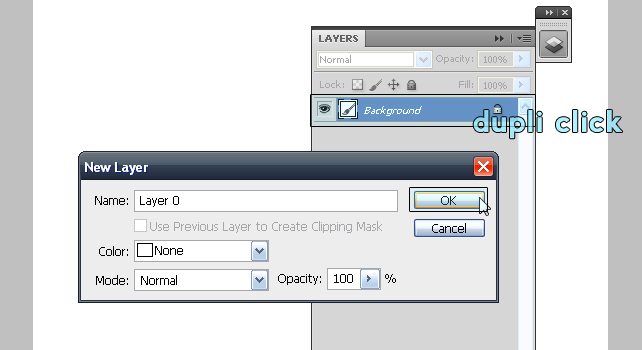 LAYERS
Normal Opacity: 100%
Lock: Fill: 100%
Background
dupli click
New Layer
Name: Layer 0 OK
Use Previous Layer to Create Clipping Mask
Cancel
Color: None
Mode: Normal Opacity: 100 %